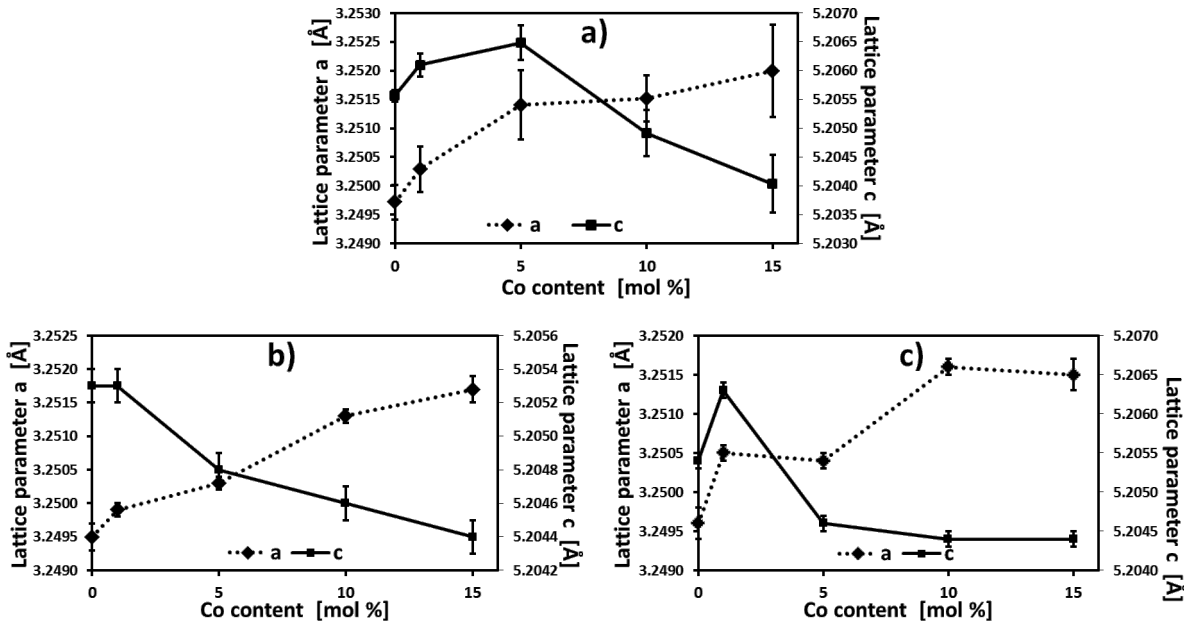 a)
Lattice parameter a [Å]
3.2530
3.2525
3.2520
3.2515
3.2510
3.2505
3.2500
3.2495
3.2490
5.2070
5.2065
5.2060
5.2055
5.2050
5.2045
5.2040
5.2035
5.2030
Lattice parameter c [Å]
a c
0 5 10 15
Co content [mol %]
b)
Lattice parameter a [Å]
3.2525
3.2520
3.2515
3.2510
3.2505
3.2500
3.2495
3.2490
5.2056
5.2054
5.2052
5.2050
5.2048
5.2046
5.2044
5.2042
Lattice parameter c [Å]
a c
0 5 10 15
Co content [mol %]
c)
Lattice parameter a [Å]
3.2520
3.2515
3.2510
3.2505
3.2500
3.2495
3.2490
5.2070
5.2065
5.2060
5.2055
5.2050
5.2045
5.2040
Lattice parameter c [Å]
a c
0 5 10 15
Co content [mol %]